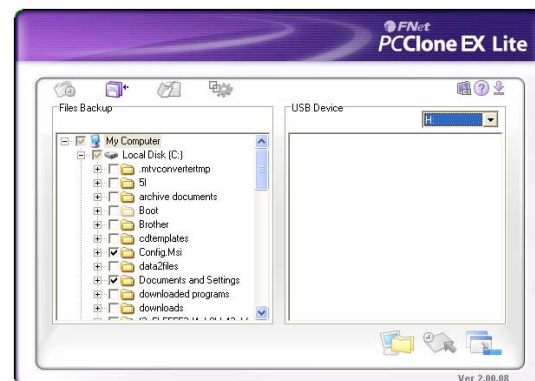 FNet
PCClone EX Lite
Files Backup
USB Device
H:
My Computer
Local Disk (C:)
.mtvconvertertmp
5l
archive documents
Boot
Brother
cdtemplates
Config.Msi
data2files
Documents and Settings
downloaded programs
downloads
Ver 2.00.08